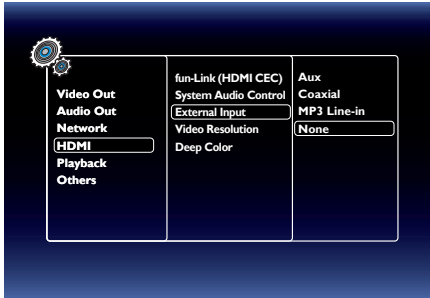 Video Out
Audio Out
Network
HDMI
Playback
Others
fun-Link (HDMI CEC)
System Audio Control
External Input
Video Resolution
Deep Color
Aux
Coaxial
MP3 Line-in
None